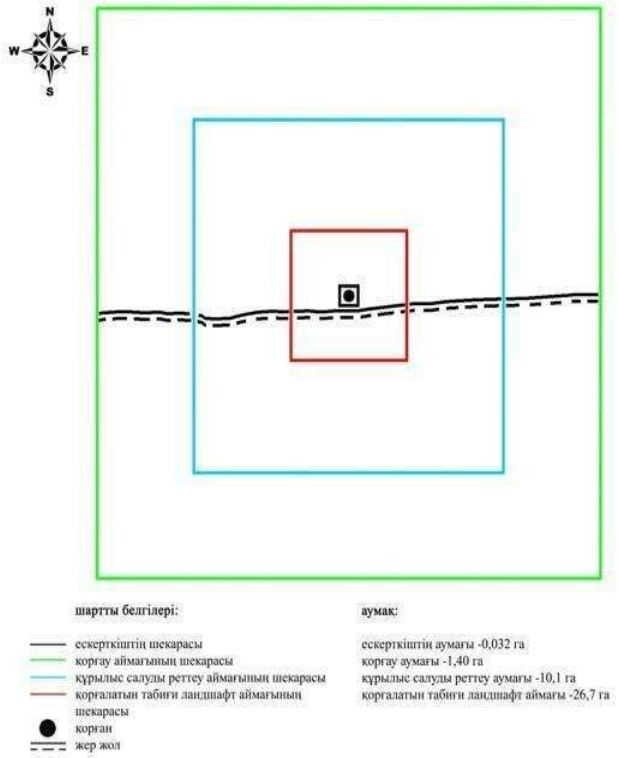 N
W E
S
шартты белгілері:
ескерткіштің шекарасы
қорғау аймағының шекарасы
құрылыс салуды реттеу аймағының шекарасы
қорғалатын табиғи ландшафт аймағының
шекарасы
қорған
жер жол
аумақ:
ескерткіштің аумағы -0,032 га
қорғау аумағы -1,40 га
құрылыс салуды реттеу аумағы -10,1 га
қорғалатын табиғи ландшафт аймағы -26,7 га